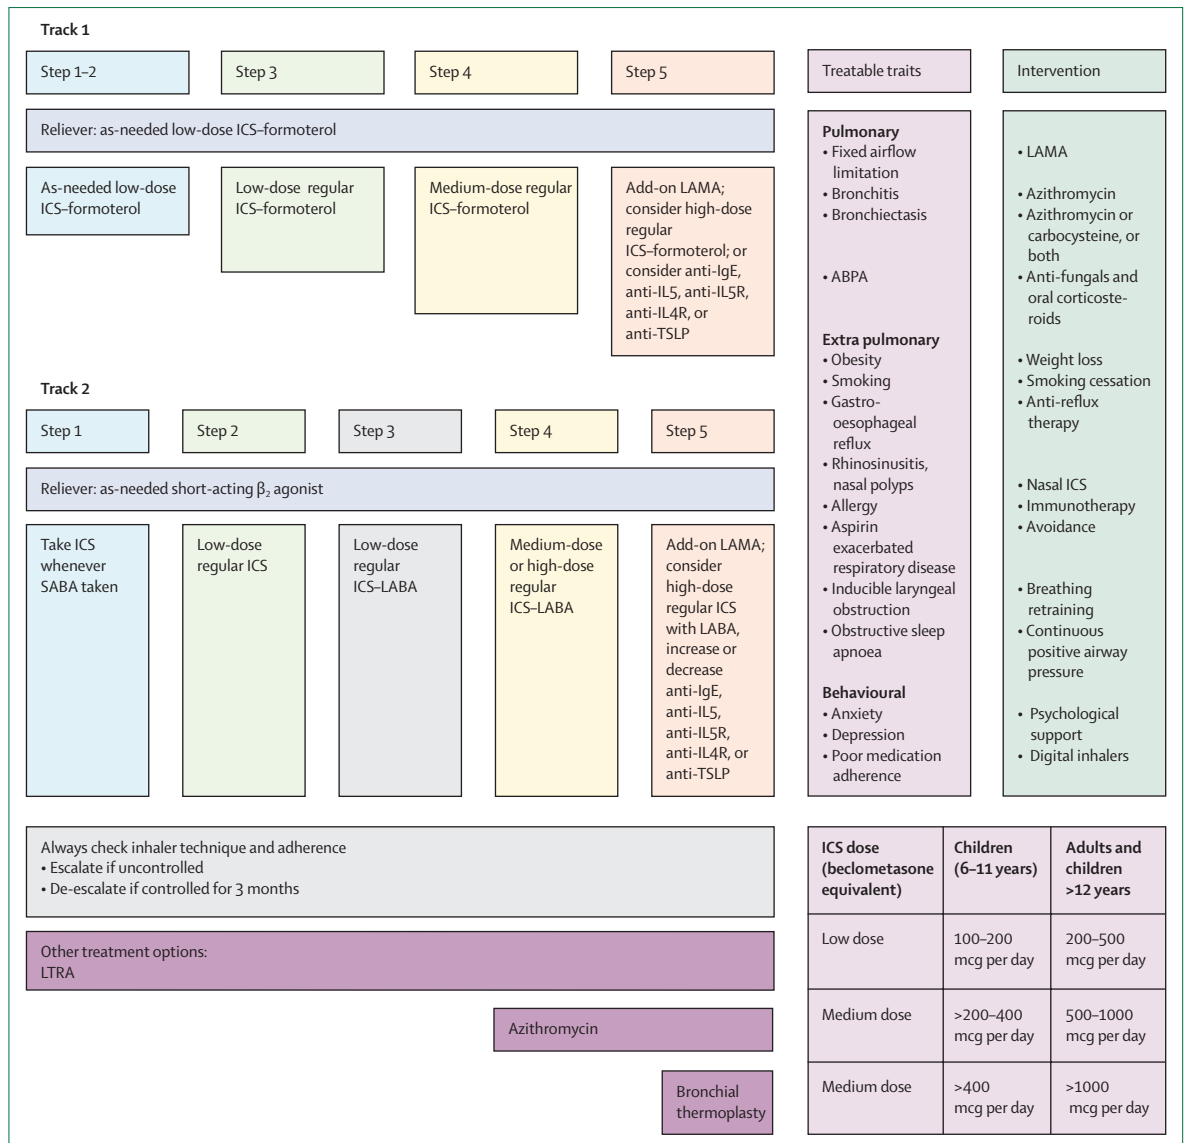 Track 1
Step 1–2
Step 3
Step 4
Step 5
Reliever: as-needed low-dose ICS–formoterol
As-needed low-dose
ICS–formoterol
Low-dose regular
ICS–formoterol
Medium-dose regular
ICS–formoterol
Add-on LAMA;
consider high-dose
regular
ICS–formoterol; or
consider anti-IgE,
anti-IL5, anti-IL5R,
anti-IL4R, or
anti-TSLP
Track 2
Step 1
Step 2
Step 3
Step 4
Step 5
Reliever: as-needed short-acting β₂ agonist
Take ICS
whenever
SABA taken
Low-dose
regular ICS
Low-dose
regular
ICS–LABA
Medium-dose
or high-dose
regular
ICS–LABA
Add-on LAMA;
consider
high-dose
regular ICS
with LABA,
increase or
decrease
anti-IgE,
anti-IL5,
anti-IL5R,
anti-IL4R, or
anti-TSLP
Always check inhaler technique and adherence
• Escalate if uncontrolled
• De-escalate if controlled for 3 months
Other treatment options:
LTRA
Azithromycin
Bronchial
thermoplasty
Treatable traits
Pulmonary
• Fixed airflow
limitation
• Bronchitis
• Bronchiectasis
• ABPA
Extra pulmonary
• Obesity
• Smoking
• Gastro-
oesophageal
reflux
• Rhinosinusitis,
nasal polyps
• Allergy
• Aspirin
exacerbated
respiratory disease
• Inducible laryngeal
obstruction
• Obstructive sleep
apnoea
Behavioural
• Anxiety
• Depression
• Poor medication
adherence
Intervention
• LAMA
• Azithromycin
• Azithromycin or
carbocysteine, or
both
• Anti-fungals and
oral corticoste-
roids
• Weight loss
• Smoking cessation
• Anti-reflux
therapy
• Nasal ICS
• Immunotherapy
• Avoidance
• Breathing
retraining
• Continuous
positive airway
pressure
• Psychological
support
• Digital inhalers
ICS dose
(beclometasone
equivalent)
Children
(6–11 years)
Adults and
children
>12 years
Low dose
100–200
mcg per day
200–500
mcg per day
Medium dose
>200–400
mcg per day
500–1000
mcg per day
Medium dose
>400
mcg per day
>1000
mcg per day